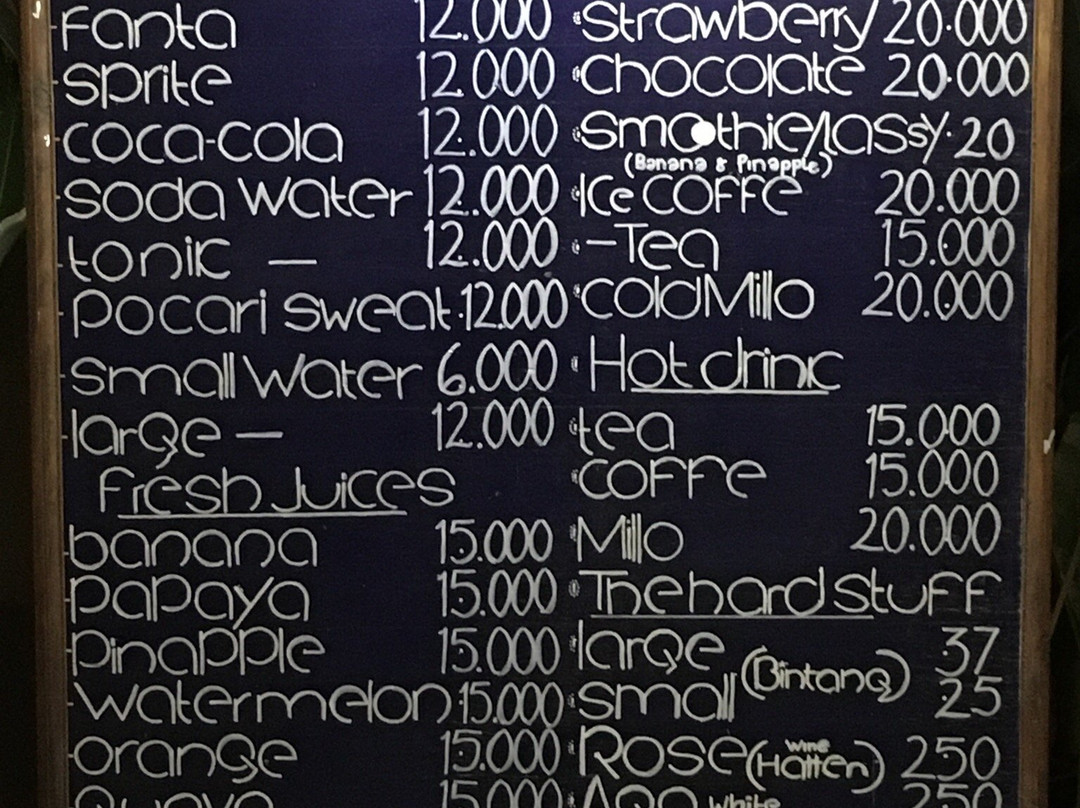 Fanta 12.000
Sprite 12.000
coca-cola 12.000
soda Water 12.000
tonic — 12.000
Pocari Sweat 12.000
Small Water 6.000
larGe — 12.000
Fresh Juices
banana 15.000
PaPaya 15.000
Pinapple 15.000
Watermelon 15.000
oranGe 15.000
15.000
Strawberry 20.000
Chocolate 20.000
Smoothie/lassy 20
(Banana & Pinapple)
Ice COFFe 20.000
-Tea 15.000
coldMillo 20.000
Hot drinc
tea 15.000
COFFe 15.000
Millo 20.000
The hard StuFF
larGe 37
(BintanG)
Small 25
Rose (Wine Hatten) 250
White 250